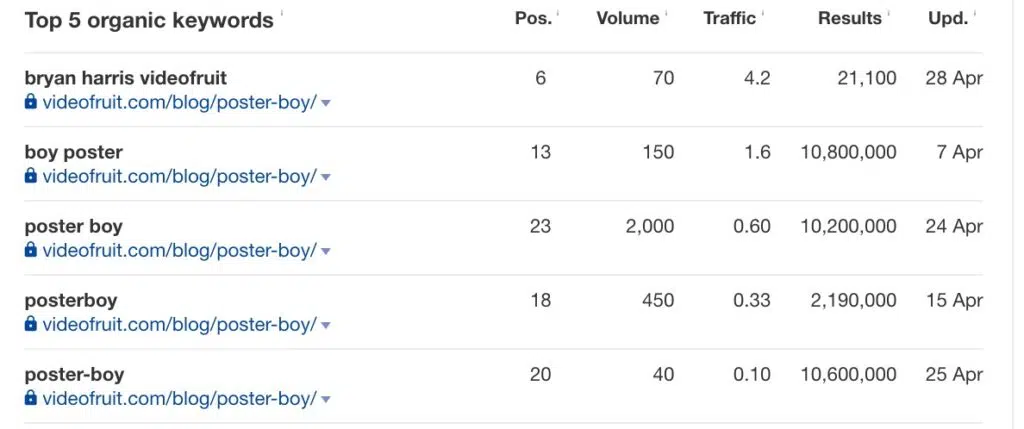 Top 5 organic keywords i Pos. i Volume i Traffic i Results i Upd. i
bryan harris videofruit 6 70 4.2 21,100 28 Apr
videofruit.com/blog/poster-boy/
boy poster 13 150 1.6 10,800,000 7 Apr
videofruit.com/blog/poster-boy/
poster boy 23 2,000 0.60 10,200,000 24 Apr
videofruit.com/blog/poster-boy/
posterboy 18 450 0.33 2,190,000 15 Apr
videofruit.com/blog/poster-boy/
poster-boy 20 40 0.10 10,600,000 25 Apr
videofruit.com/blog/poster-boy/